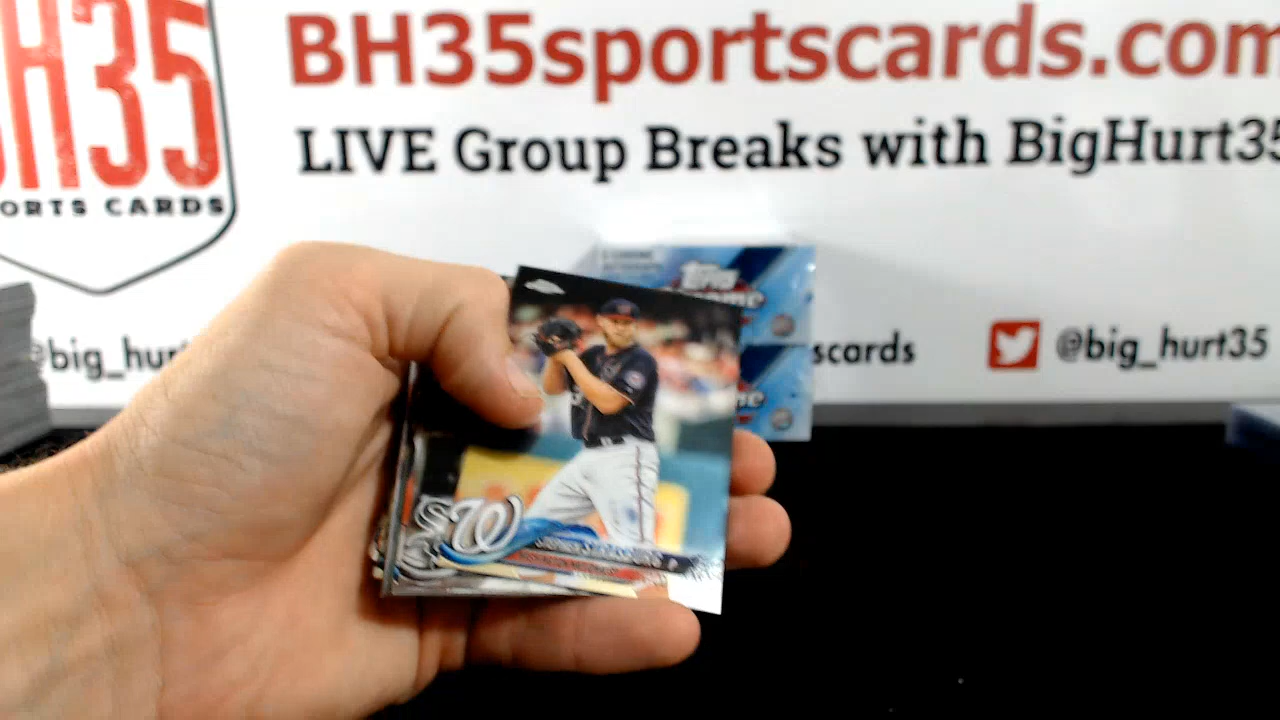 BH35sportscards.com
LIVE Group Breaks with BigHurt35
H35
ORTS CARDS
@big_hurt
scards
@big_hurt35
Topps
W